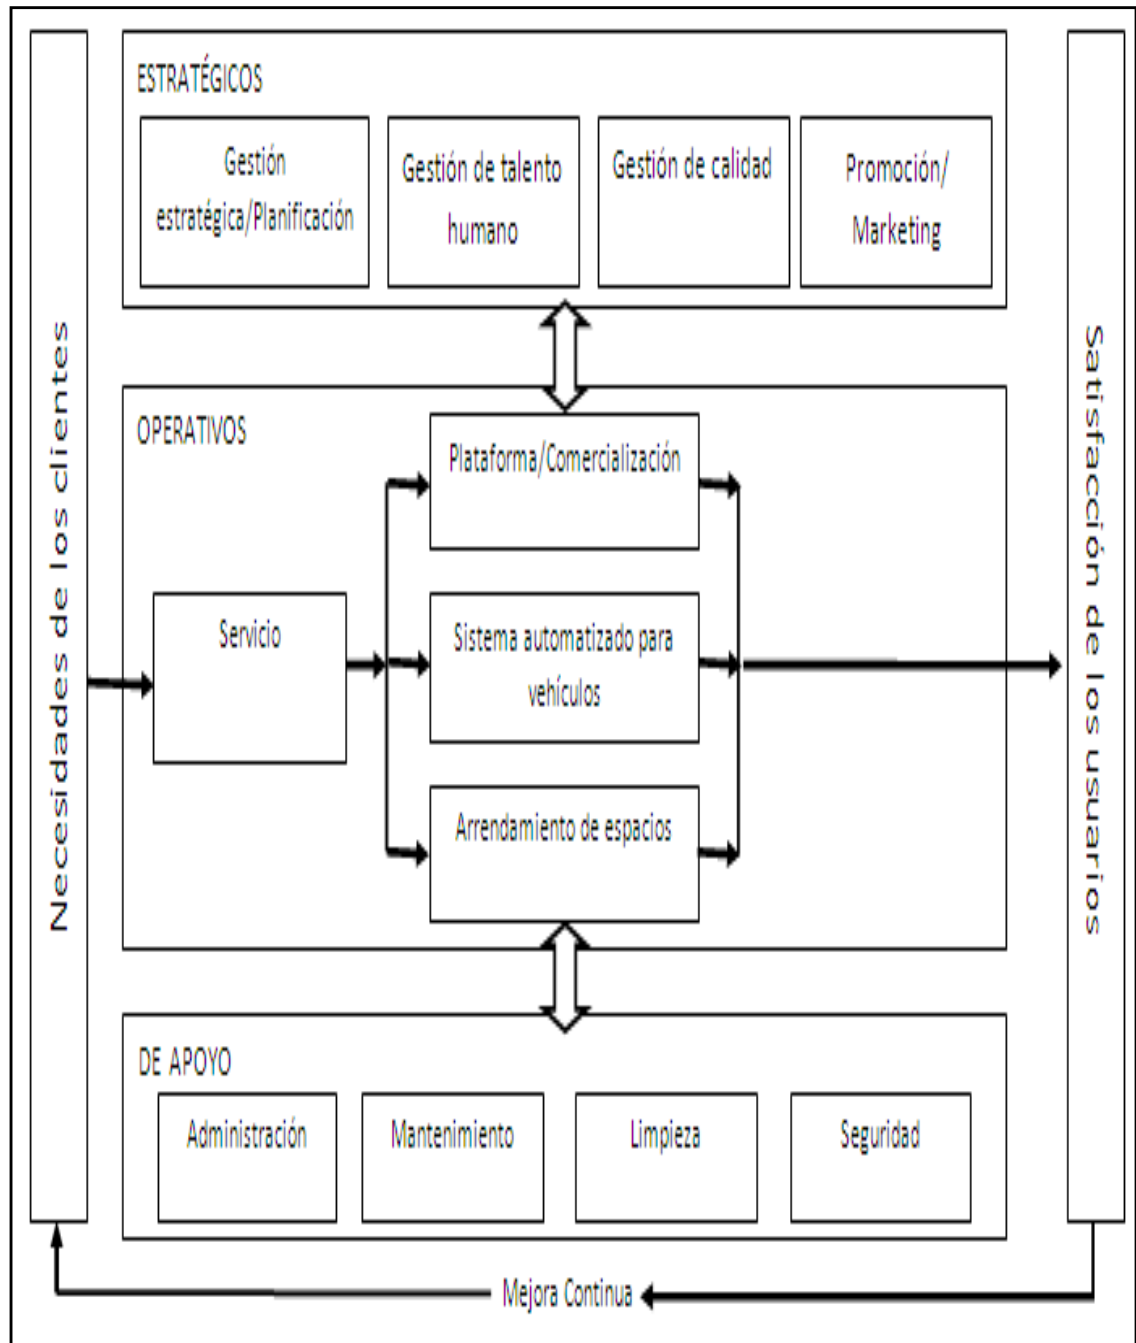 Necesidades de los clientes
ESTRATÉGICOS
Gestión
estratégica/Planificación
Gestión de talento
humano
Gestión de calidad
Promoción/
Marketing
OPERATIVOS
Servicio
Plataforma/Comercialización
Sistema automatizado para
vehículos
Arrendamiento de espacios
DE APOYO
Administración
Mantenimiento
Limpieza
Seguridad
Satisfacción de los usuarios
Mejora Continua